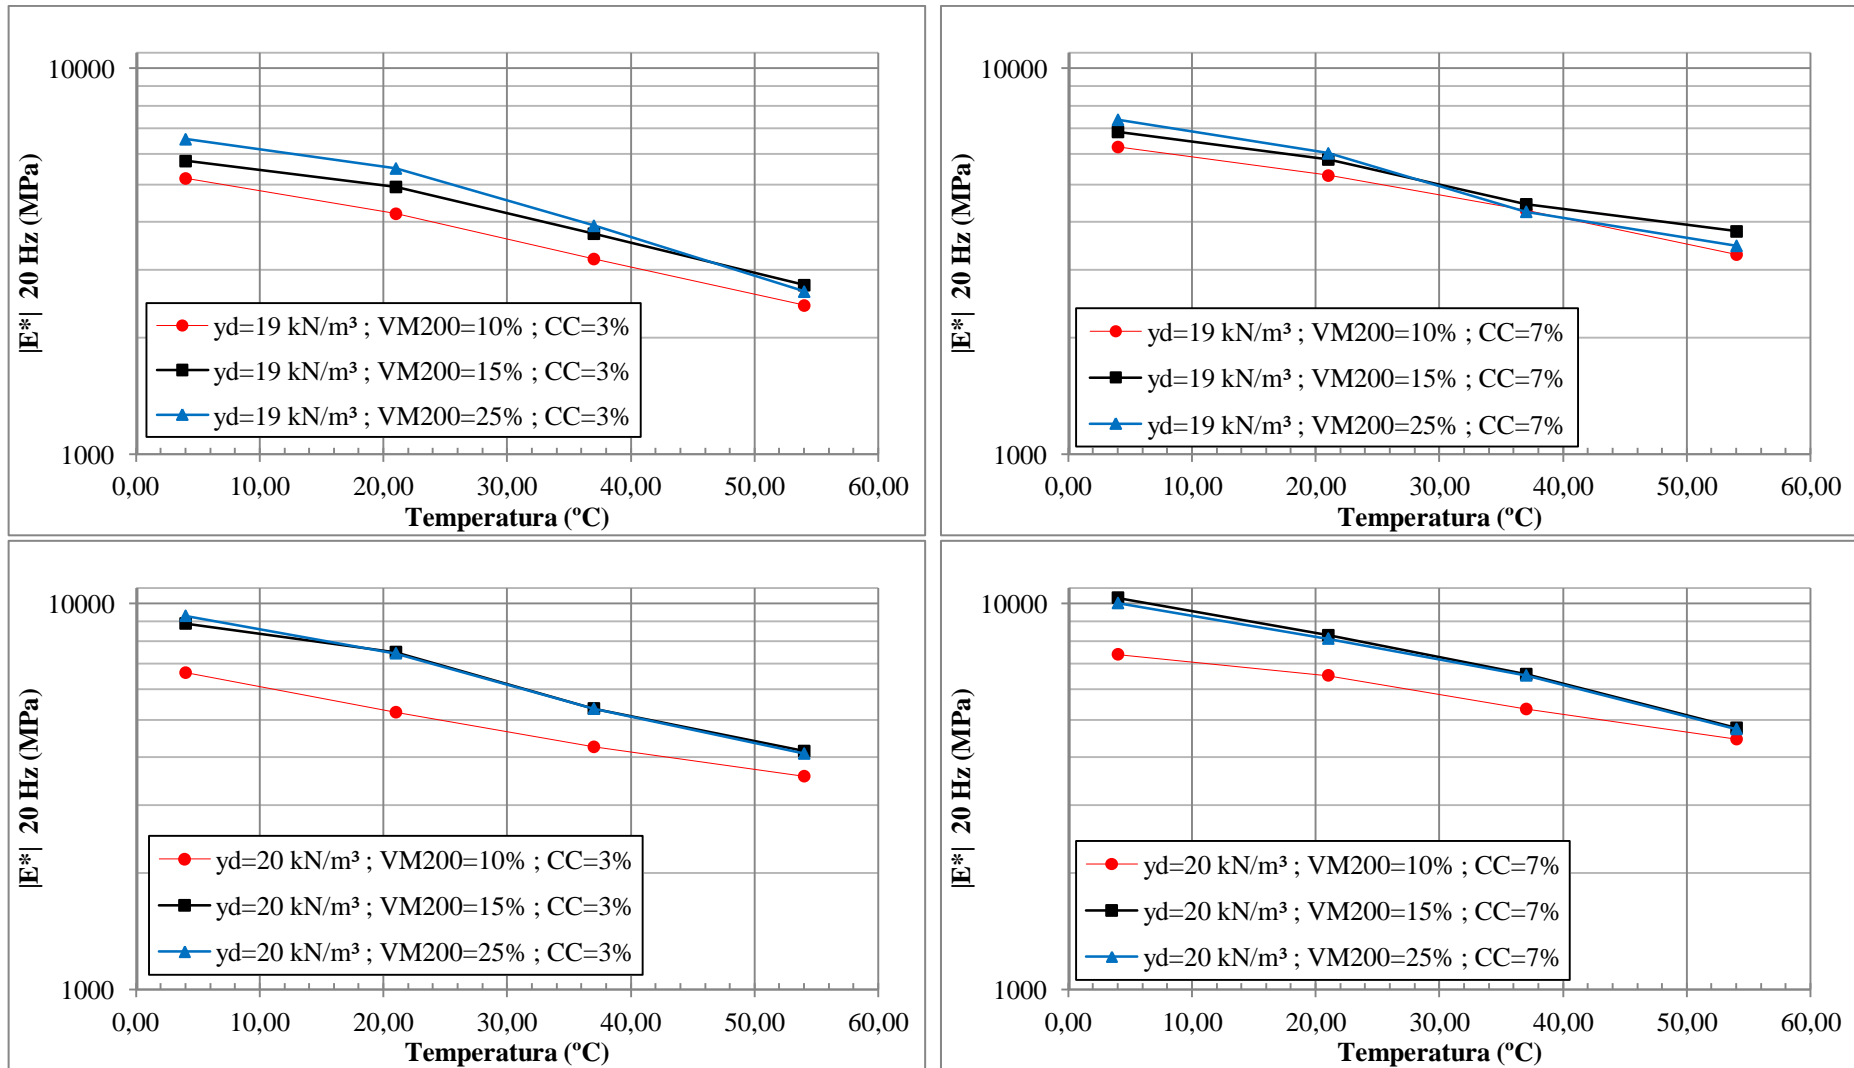 10000
1000
|E*| 20 Hz (MPa)
yd=19 kN/m³ ; VM200=10% ; CC=3%
yd=19 kN/m³ ; VM200=15% ; CC=3%
yd=19 kN/m³ ; VM200=25% ; CC=3%
0,00 10,00 20,00 30,00 40,00 50,00 60,00
Temperatura (ºC)
10000
1000
|E*| 20 Hz (MPa)
yd=19 kN/m³ ; VM200=10% ; CC=7%
yd=19 kN/m³ ; VM200=15% ; CC=7%
yd=19 kN/m³ ; VM200=25% ; CC=7%
0,00 10,00 20,00 30,00 40,00 50,00 60,00
Temperatura (ºC)
10000
1000
|E*| 20 Hz (MPa)
yd=20 kN/m³ ; VM200=10% ; CC=3%
yd=20 kN/m³ ; VM200=15% ; CC=3%
yd=20 kN/m³ ; VM200=25% ; CC=3%
0,00 10,00 20,00 30,00 40,00 50,00 60,00
Temperatura (ºC)
10000
1000
|E*| 20 Hz (MPa)
yd=20 kN/m³ ; VM200=10% ; CC=7%
yd=20 kN/m³ ; VM200=15% ; CC=7%
yd=20 kN/m³ ; VM200=25% ; CC=7%
0,00 10,00 20,00 30,00 40,00 50,00 60,00
Temperatura (ºC)